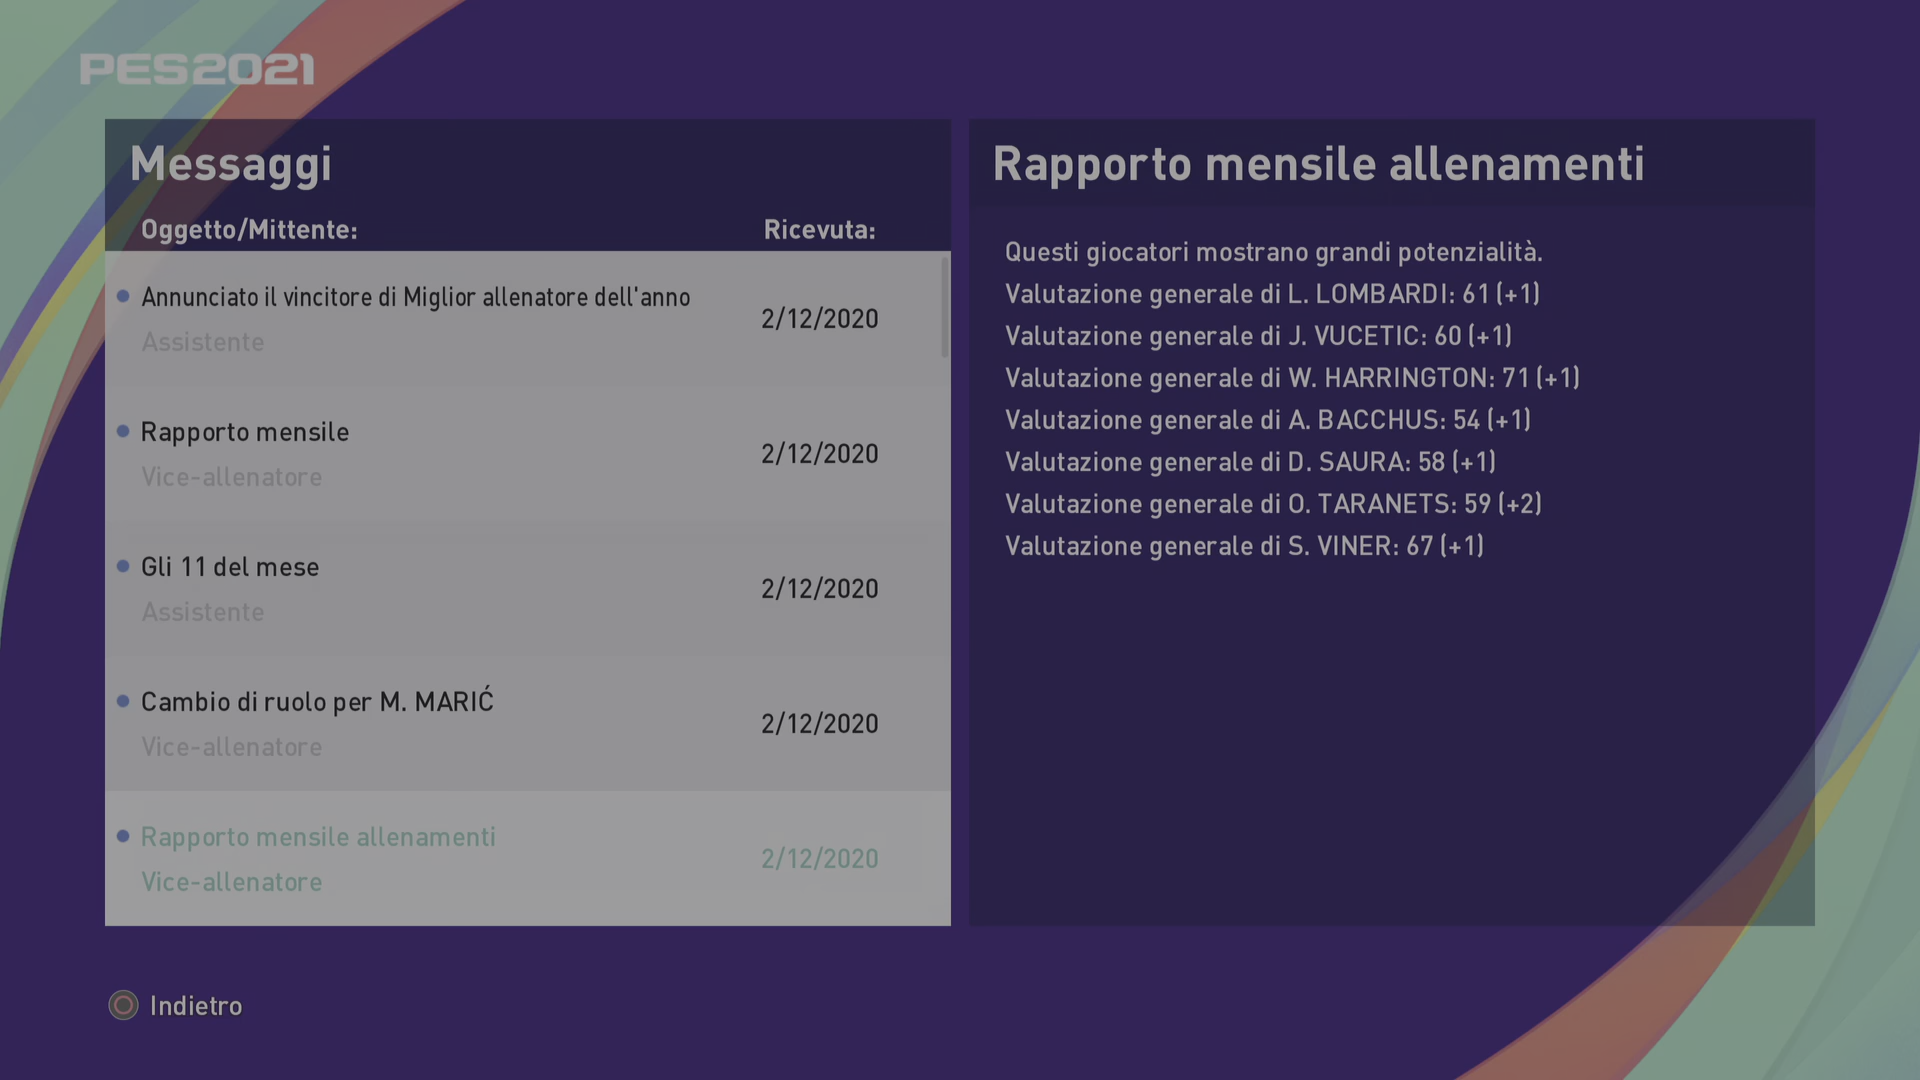 PES2021
Messaggi
Oggetto/Mittente: Ricevuta:
Annunciato il vincitore di Miglior allenatore dell'anno
Assistente
2/12/2020
Rapporto mensile
Vice-allenatore
2/12/2020
Gli 11 del mese
Assistente
2/12/2020
Cambio di ruolo per M. MARIĆ
Vice-allenatore
2/12/2020
Rapporto mensile allenamenti
Vice-allenatore
2/12/2020
Rapporto mensile allenamenti
Questi giocatori mostrano grandi potenzialità.
Valutazione generale di L. LOMBARDI: 61 (+1)
Valutazione generale di J. VUCETIC: 60 (+1)
Valutazione generale di W. HARRINGTON: 71 (+1)
Valutazione generale di A. BACCHUS: 54 (+1)
Valutazione generale di D. SAURA: 58 (+1)
Valutazione generale di O. TARANETS: 59 (+2)
Valutazione generale di S. VINER: 67 (+1)
Indietro